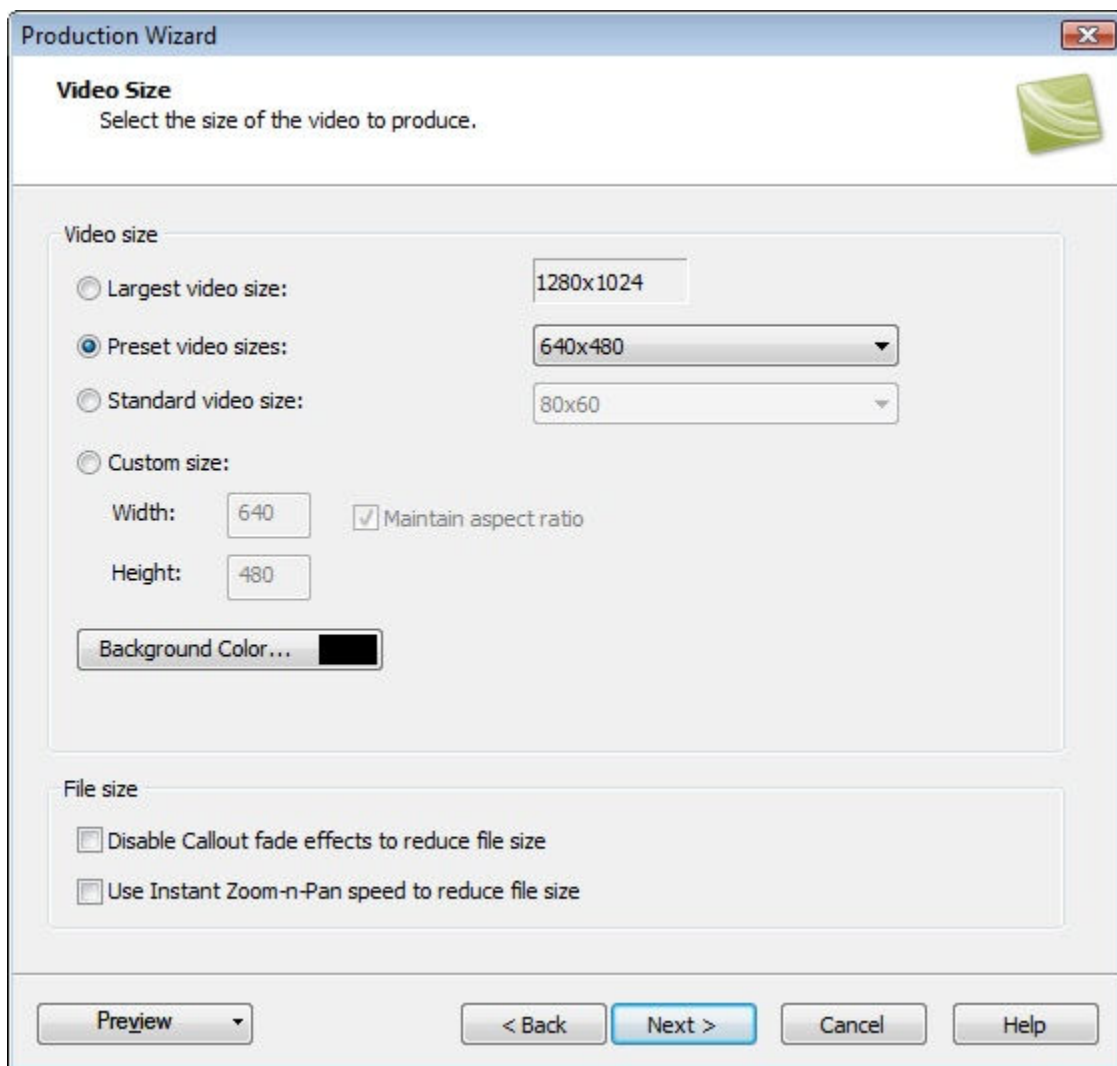 Production Wizard
Video Size
Select the size of the video to produce.
Video size
Largest video size: 1280x1024
Preset video sizes: 640x480
Standard video size: 80x60
Custom size:
Width: 640 Maintain aspect ratio
Height: 480
Background Color...
File size
Disable Callout fade effects to reduce file size
Use Instant Zoom-n-Pan speed to reduce file size
Preview < Back Next > Cancel Help